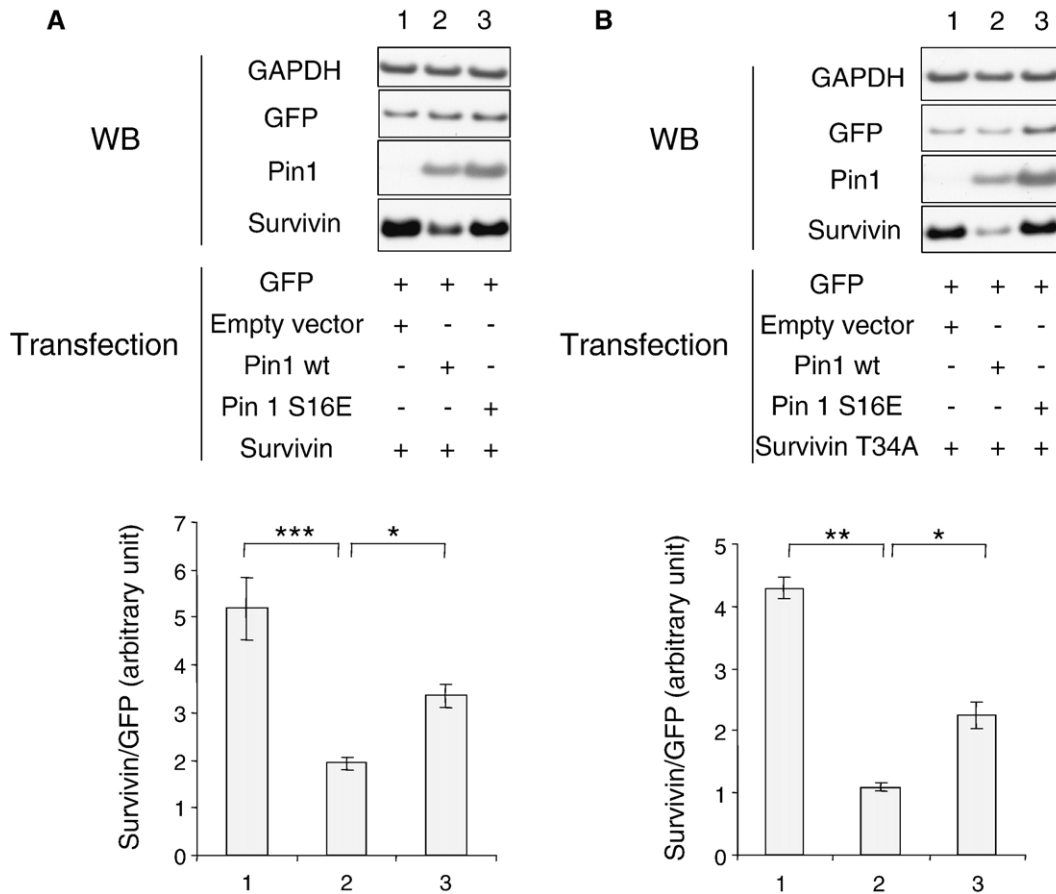 A
1 2 3
WB
GAPDH
GFP
Pin1
Survivin
Transfection
GFP + + +
Empty vector + - -
Pin1 wt - + -
Pin 1 S16E - - +
Survivin + + +
Survivin/GFP (arbitrary unit)
7
6
5
4
3
2
1
0
*** *
1 2 3
B
1 2 3
WB
GAPDH
GFP
Pin1
Survivin
Transfection
GFP + + +
Empty vector + - -
Pin1 wt - + -
Pin 1 S16E - - +
Survivin T34A + + +
Survivin/GFP (arbitrary unit)
5
4
3
2
1
0
** *
1 2 3